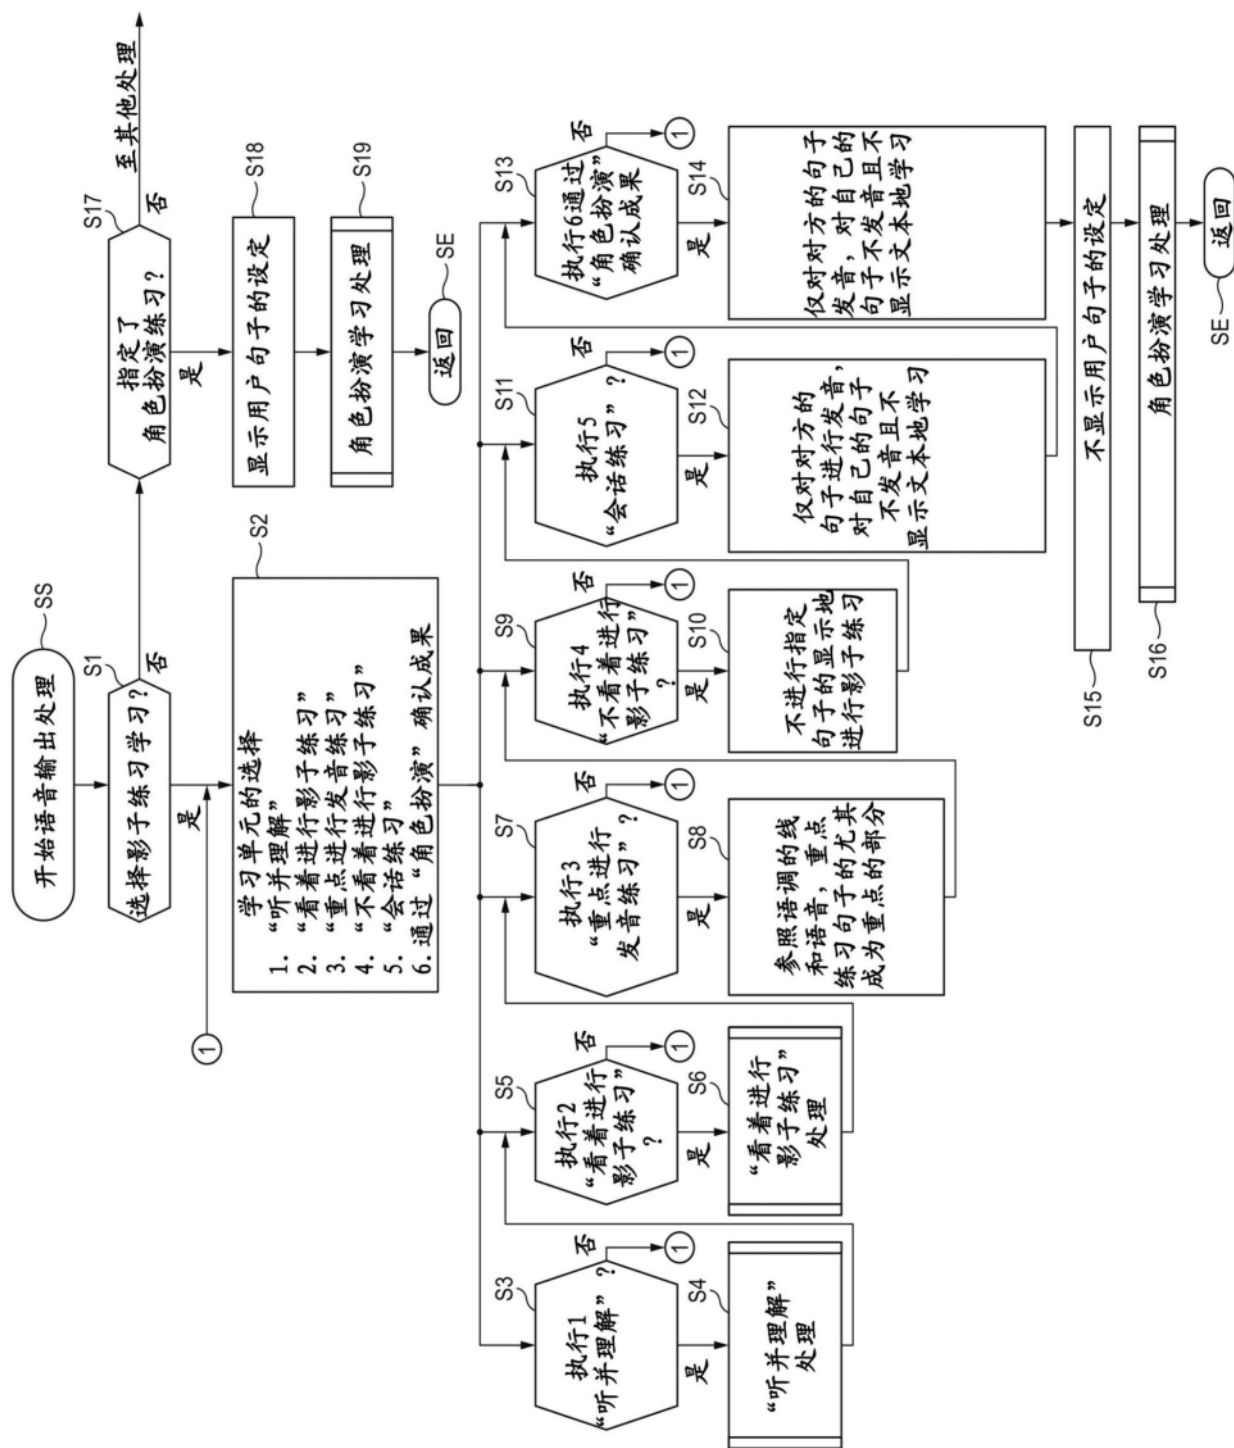 开始语音输出处理
SS
选择影子练习学习？
S1
是
否
1
学习单元的选择
1. “听并理解”
2. “看着进行影子练习”
3. “重点进行发音练习”
4. “不看着进行影子练习”
5. “会话练习”
6. 通过“角色扮演”确认成果
S2
指定了
角色扮演练习？
S17
否
至其他处理
是
显示用户句子的设定
S18
角色扮演学习处理
S19
返回
SE
执行1
“听并理解”？
S3
否
1
是
“听并理解”
处理
S4
执行2
“看着进行
影子练习”
？
S5
否
1
是
“看着进行
影子练习”
处理
S6
执行3
“重点进行
发音练习”？
S7
否
1
是
参照语调的线
和语音，重点
练习句子的尤其
成为重点的部分
S8
执行4
“不看着进行
影子练习”
？
S9
否
1
是
不进行指定
句子的显示地
进行影子练习
S10
执行5
“会话练习”？
S11
否
1
是
仅对对方的
句子进行发音，
对自己的句子
不发音且不
显示文本地学习
S12
执行6通过
“角色扮演”
确认成果
S13
否
1
是
仅对对方的句子
发音，对自己的
句子不发音且不
显示文本地学习
S14
不显示用户句子的设定
S15
角色扮演学习处理
S16
返回
SE